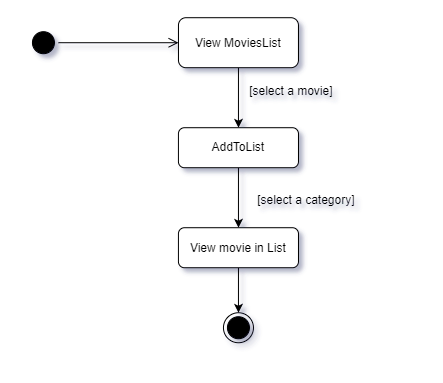 View MoviesList
[select a movie]
AddToList
[select a category]
View movie in List